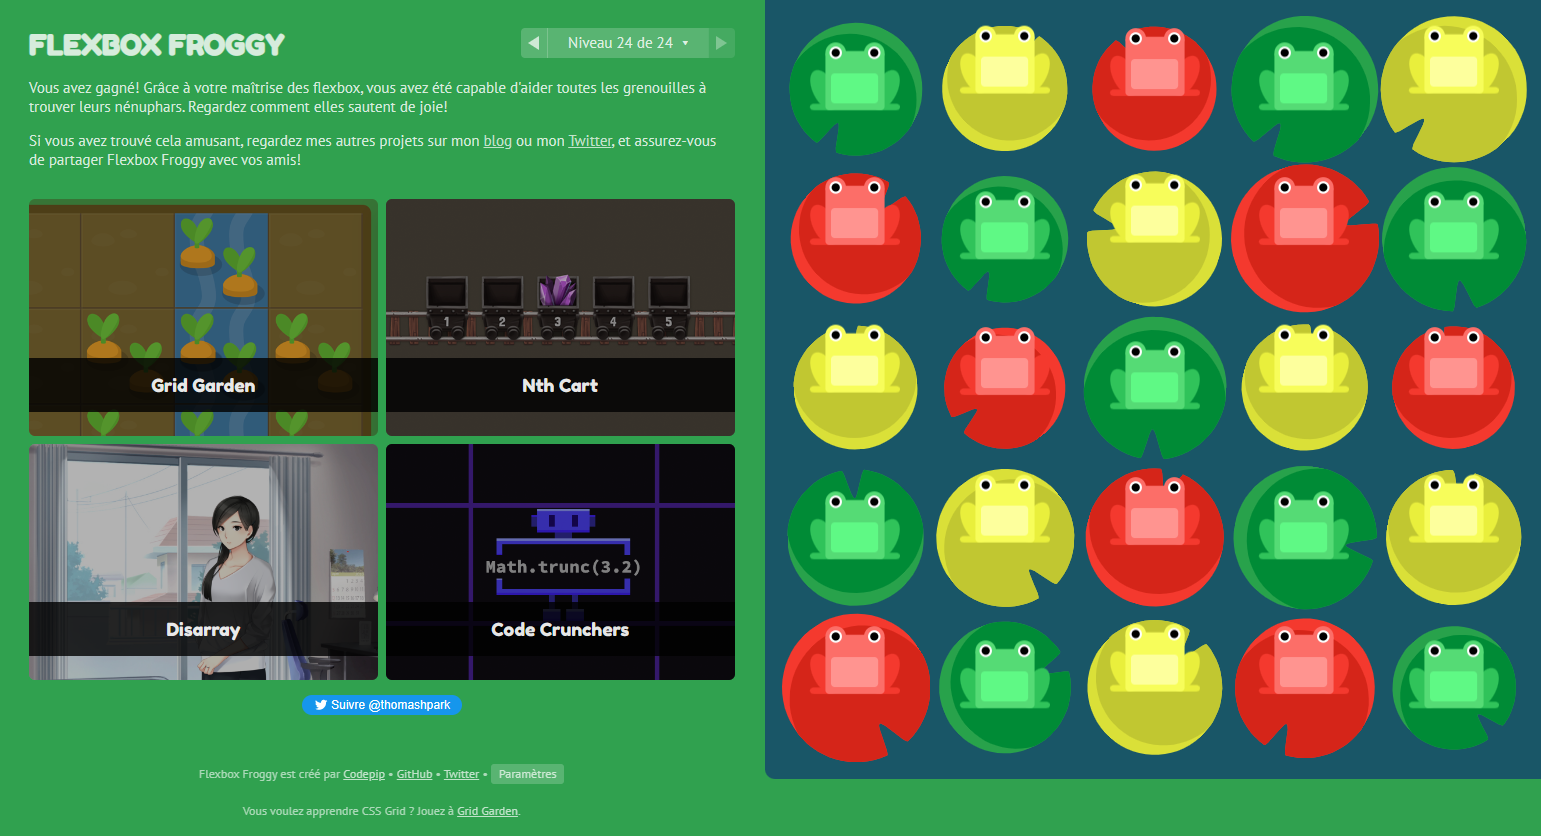 FLEXBOX FROGGY
Niveau 24 de 24
Vous avez gagné! Grâce à votre maîtrise des flexbox, vous avez été capable d'aider toutes les grenouilles à
trouver leurs nénuphars. Regardez comment elles sautent de joie!
Si vous avez trouvé cela amusant, regardez mes autres projets sur mon blog ou mon Twitter, et assurez-vous
de partager Flexbox Froggy avec vos amis!
Grid Garden
1 2 3 4 5
Nth Cart
Disarray
Math.trunc(3.2)
Code Crunchers
Suivre @thomashpark
Flexbox Froggy est créé par Codepip • GitHub • Twitter • Paramètres
Vous voulez apprendre CSS Grid ? Jouez à Grid Garden.